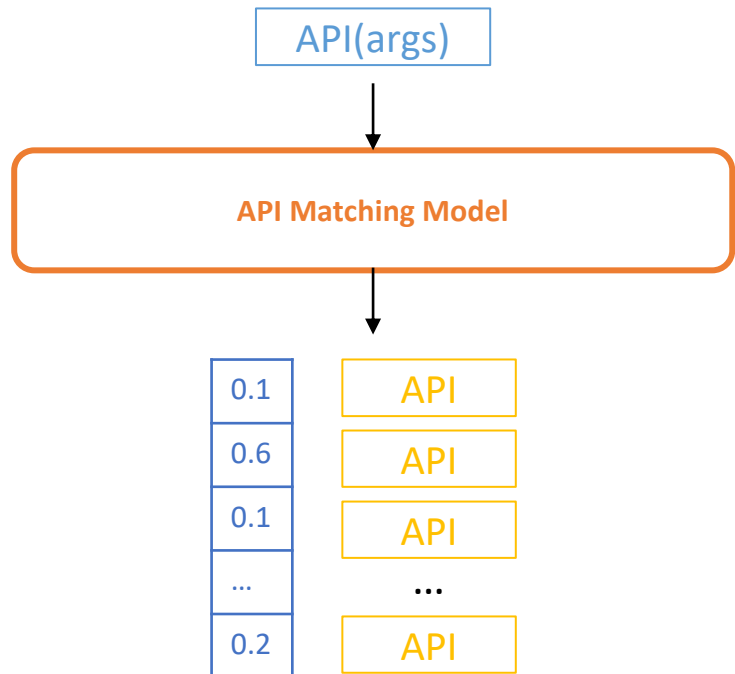 API(args)
API Matching Model
0.1 API
0.6 API
0.1 API
... ...
0.2 API